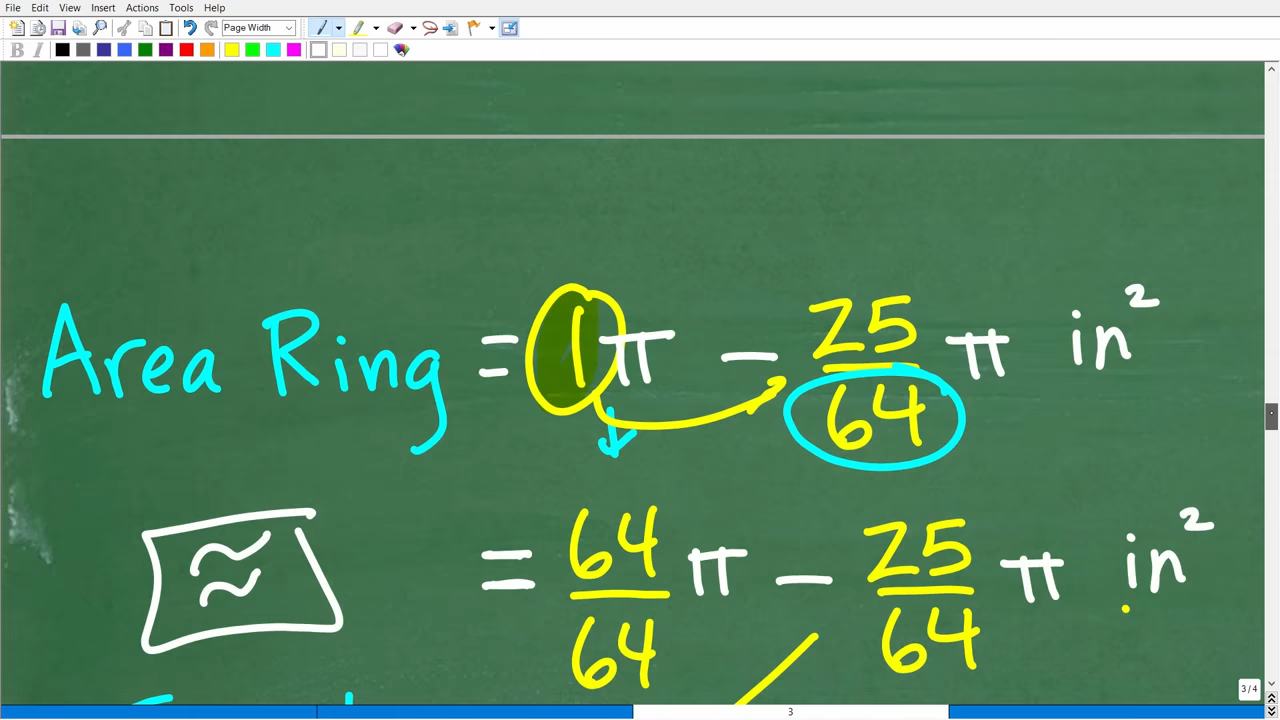 File Edit View Insert Actions Tools Help
Page Width
B I
Area Ring = 1π − 25/64 π in²
≈ = 64/64 π − 25/64 π in²
3 / 4
3